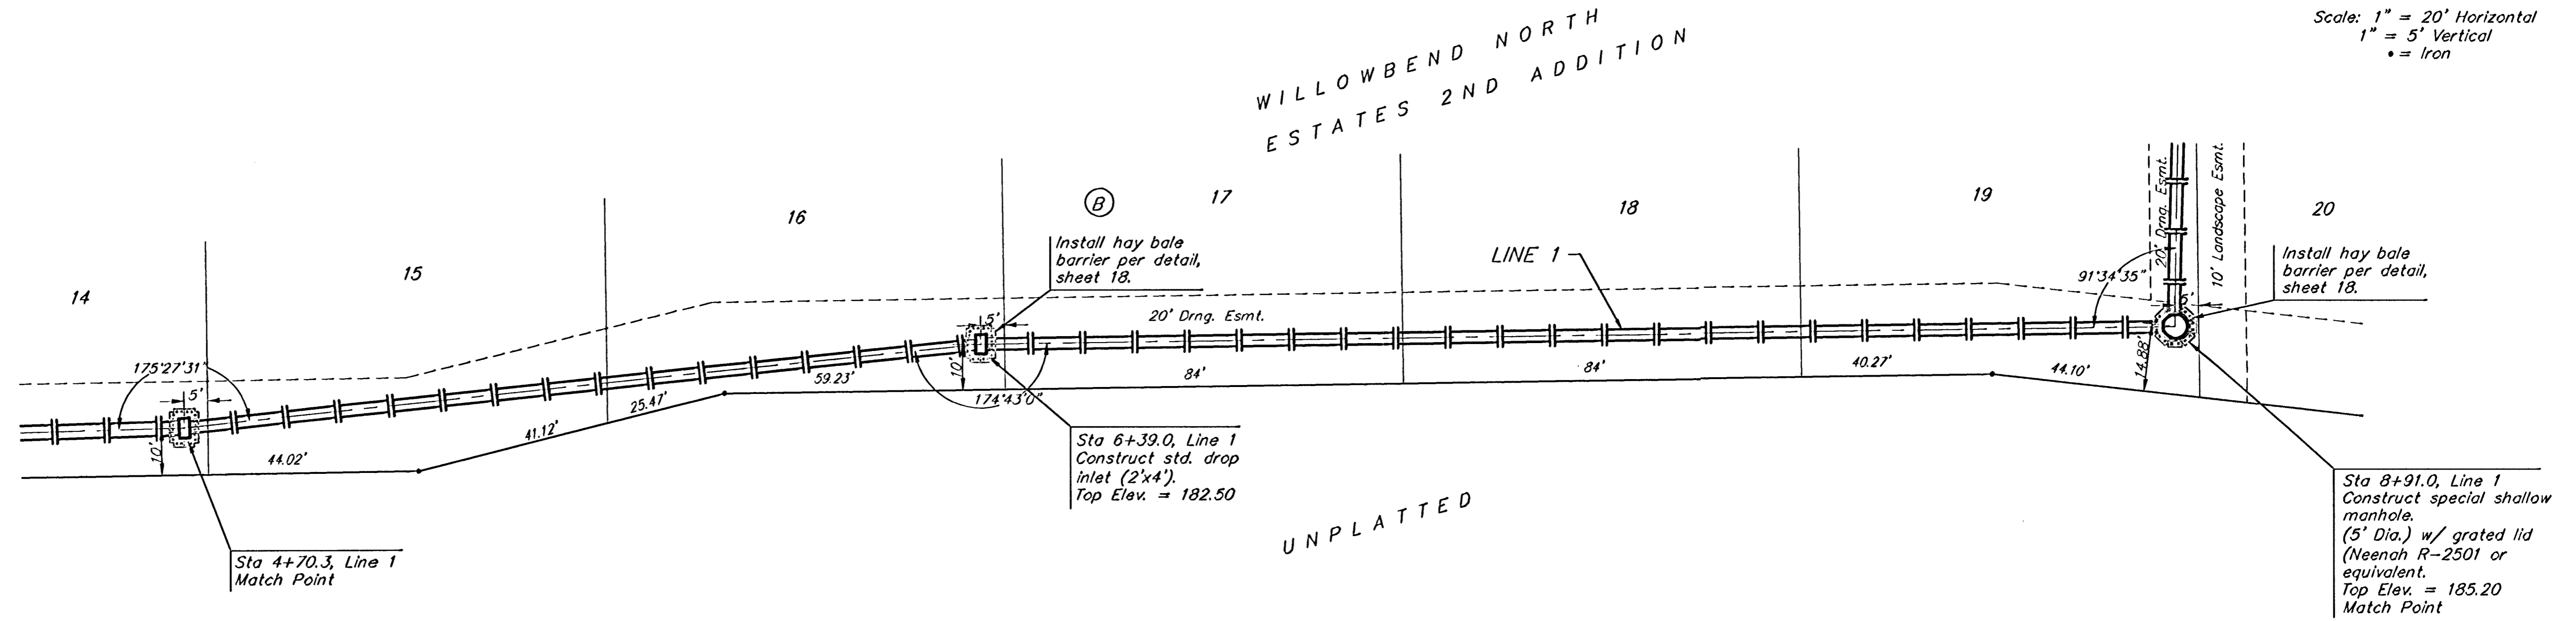 Scale: 1" = 20' Horizontal
1" = 5' Vertical
• = Iron
WILLOWBEND NORTH
ESTATES 2ND ADDITION
14
15
16
B
17
18
19
20
20' Drng. Esmt.
10' Landscape Esmt.
Install hay bale
barrier per detail,
sheet 18.
LINE 1
Install hay bale
barrier per detail,
sheet 18.
91°34'35"
5'
20' Drng. Esmt.
5'
175°27'31"
5'
10'
44.02'
41.12'
25.47'
59.23'
10'
174°43'0"
84'
84'
40.27'
44.10'
14.88'
Sta 4+70.3, Line 1
Match Point
Sta 6+39.0, Line 1
Construct std. drop
inlet (2'x4').
Top Elev. = 182.50
UNPLATTED
Sta 8+91.0, Line 1
Construct special shallow
manhole.
(5' Dia.) w/ grated lid
(Neenah R-2501 or
equivalent.
Top Elev. = 185.20
Match Point